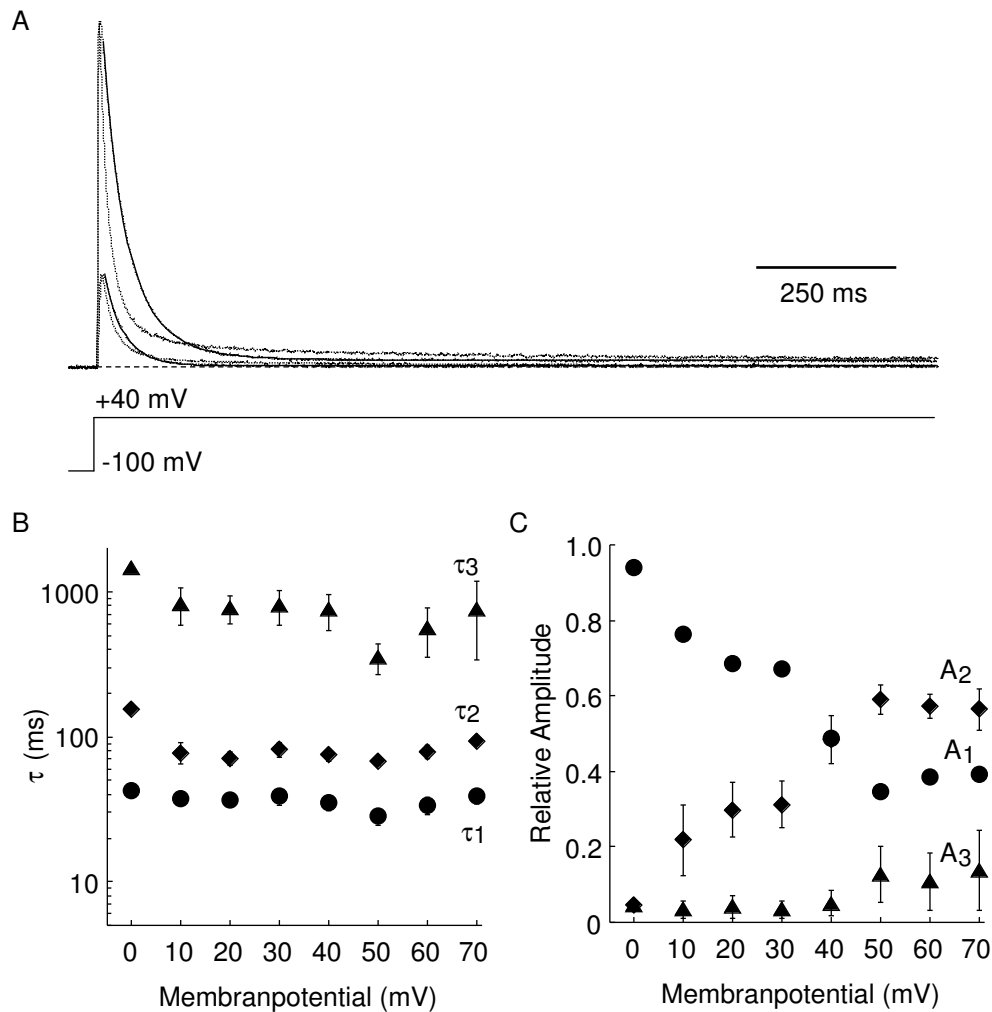 A
250 ms
+40 mV
-100 mV
B
1000
100
10
τ (ms)
τ3
τ2
τ1
0 10 20 30 40 50 60 70
Membranpotential (mV)
C
1.0
0.8
0.6
0.4
0.2
0
Relative Amplitude
A2
A1
A3
0 10 20 30 40 50 60 70
Membranpotential (mV)